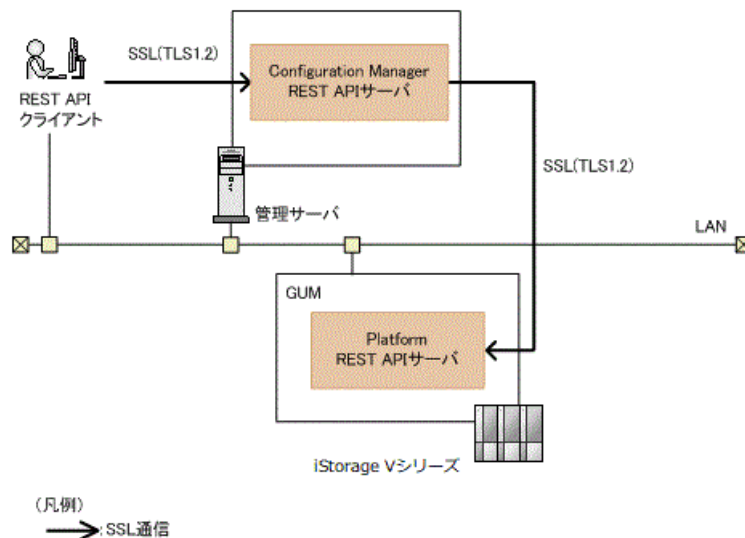 SSL(TLS1.2)
Configuration Manager
REST APIサーバ
REST API
クライアント
SSL(TLS1.2)
管理サーバ
LAN
GUM
Platform
REST APIサーバ
iStorage Vシリーズ
(凡例)
:SSL通信